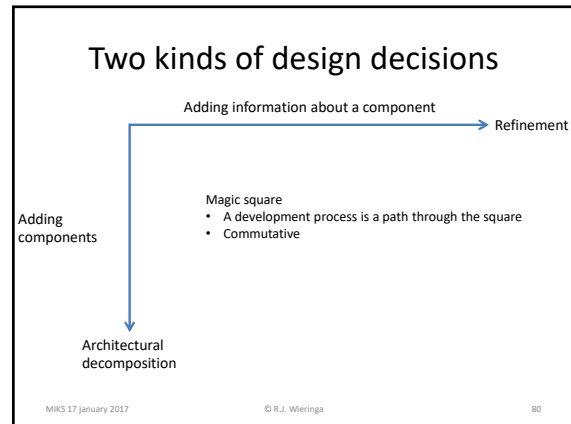 Two kinds of design decisions
Adding information about a component
Refinement
Magic square
• A development process is a path through the square
• Commutative
Adding
components
Architectural
decomposition
MIKS 17 january 2017
© R.J. Wieringa
80